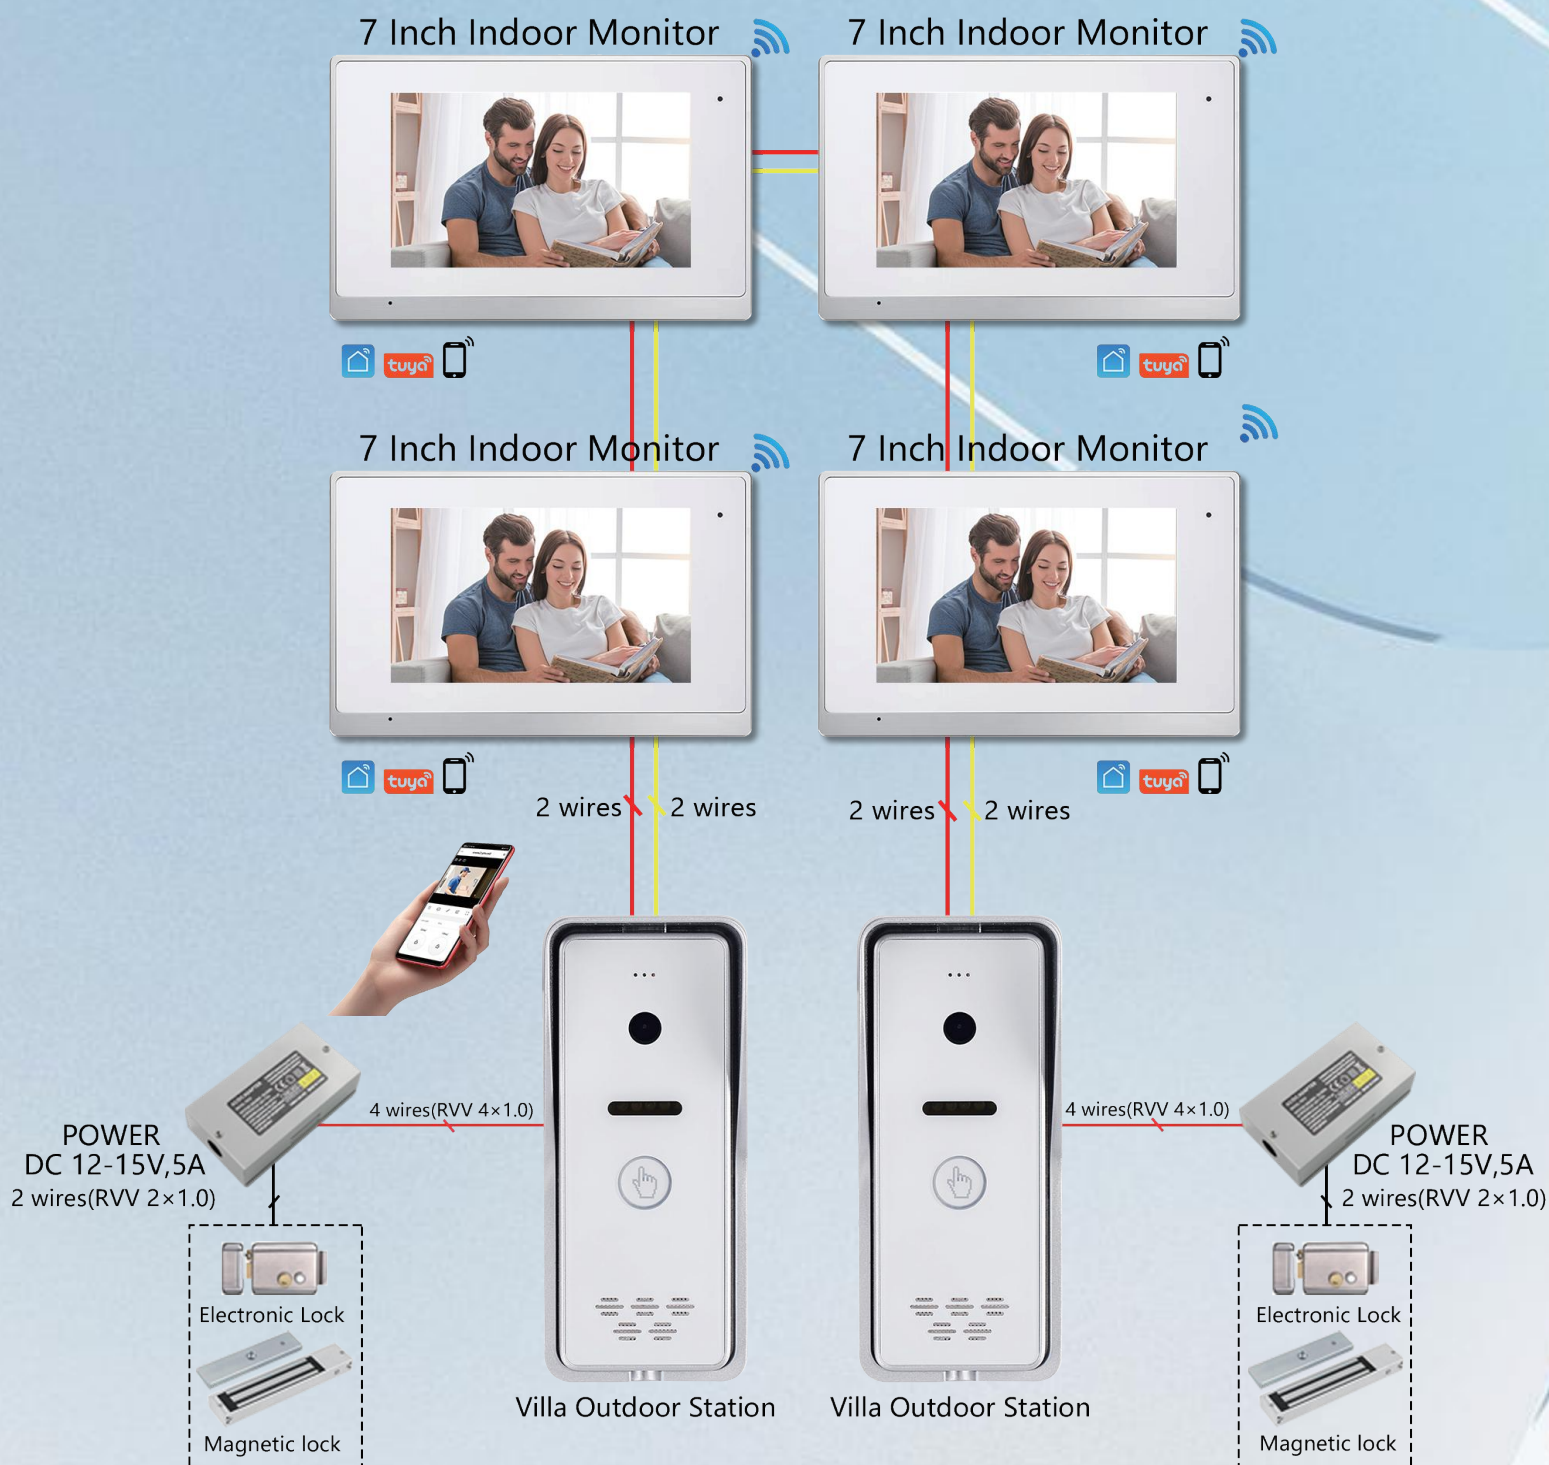 7 Inch Indoor Monitor
7 Inch Indoor Monitor
tuya
tuya
7 Inch Indoor Monitor
7 Inch Indoor Monitor
tuya
tuya
2 wires
2 wires
2 wires
2 wires
4 wires(RVV 4×1.0)
4 wires(RVV 4×1.0)
POWER
DC 12-15V,5A
2 wires(RVV 2×1.0)
POWER
DC 12-15V,5A
2 wires(RVV 2×1.0)
Electronic Lock
Electronic Lock
Villa Outdoor Station
Villa Outdoor Station
Magnetic lock
Magnetic lock